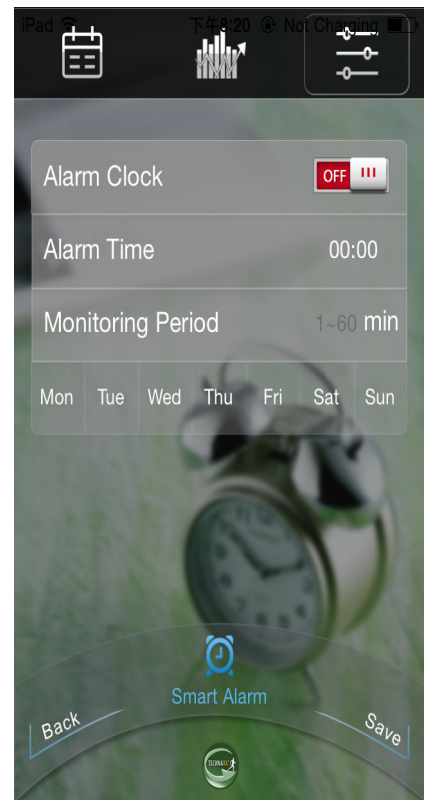 iPad 下午8:20 Not Charging
Alarm Clock OFF
Alarm Time 00:00
Monitoring Period 1~60 min
Mon Tue Wed Thu Fri Sat Sun
Smart Alarm
Back Save
TECHNAXX